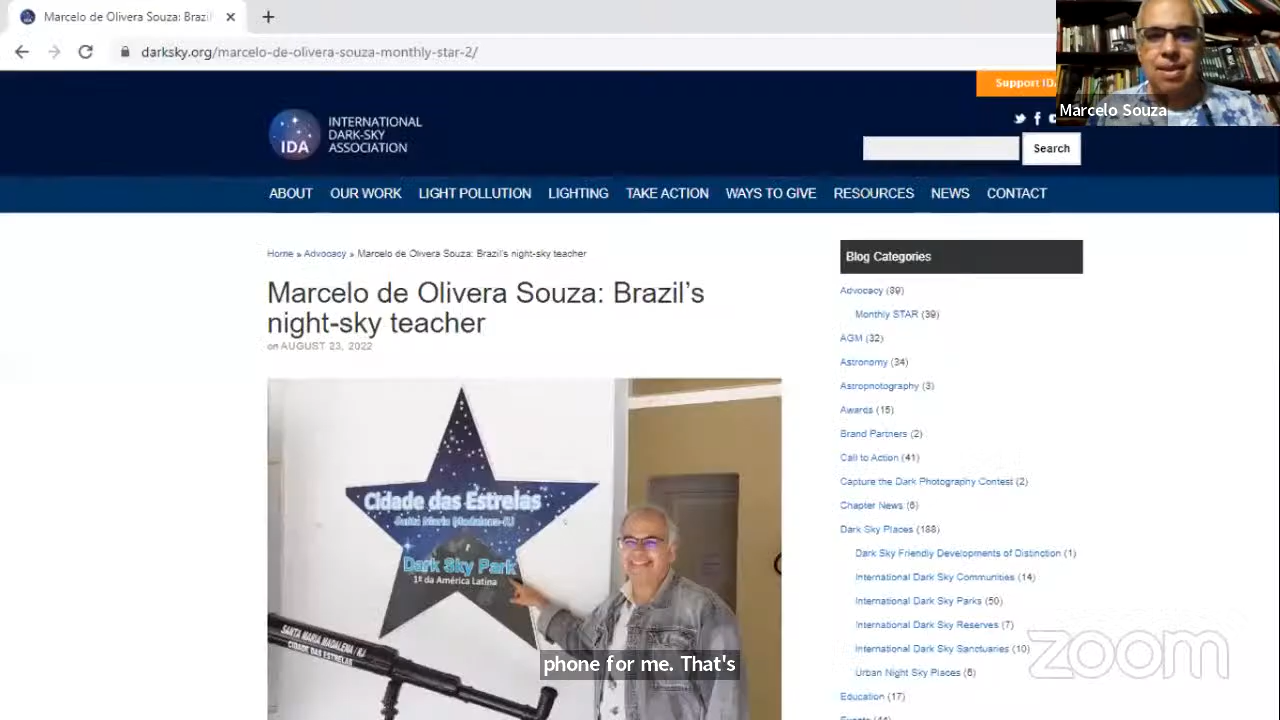 Marcelo de Olivera Souza: Brazil
darksky.org/marcelo-de-olivera-souza-monthly-star-2/
Support ID
Marcelo Souza
IDA
INTERNATIONAL
DARK-SKY
ASSOCIATION
Search
ABOUT OUR WORK LIGHT POLLUTION LIGHTING TAKE ACTION WAYS TO GIVE RESOURCES NEWS CONTACT
Home » Advocacy » Marcelo de Olivera Souza: Brazil's night-sky teacher
Marcelo de Olivera Souza: Brazil's
night-sky teacher
on AUGUST 23, 2022
Cidade das Estrelas
Santa Maria Madalena-RJ
Dark Sky Park
1º da América Latina
SANTA MARIA MADALENA / RJ
CIDADE DAS ESTRELAS
phone for me. That's
Blog Categories
Advocacy (39)
Monthly STAR (39)
AGM (32)
Astronomy (34)
Astrophotography (3)
Awards (15)
Brand Partners (2)
Call to Action (41)
Capture the Dark Photography Contest (2)
Chapter News (6)
Dark Sky Places (188)
Dark Sky Friendly Developments of Distinction (1)
International Dark Sky Communities (14)
International Dark Sky Parks (50)
International Dark Sky Reserves (7)
International Dark Sky Sanctuaries (10)
Urban Night Sky Places (6)
Education (17)
zoom